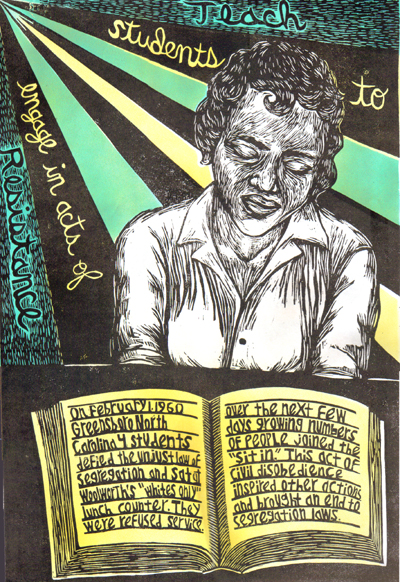 Teach
students
to
engage in acts of
Resistance
On February 1, 1960
Greensboro North
Carolina 4 students
defied the unjust law of
segregation and sat at
Woolworth's "whites only"
lunch counter. They
were refused service.
over the next few
days growing numbers
of people joined the
"sit in." This act of
civil disobedience
inspired other actions
and brought an end to
segregation laws.